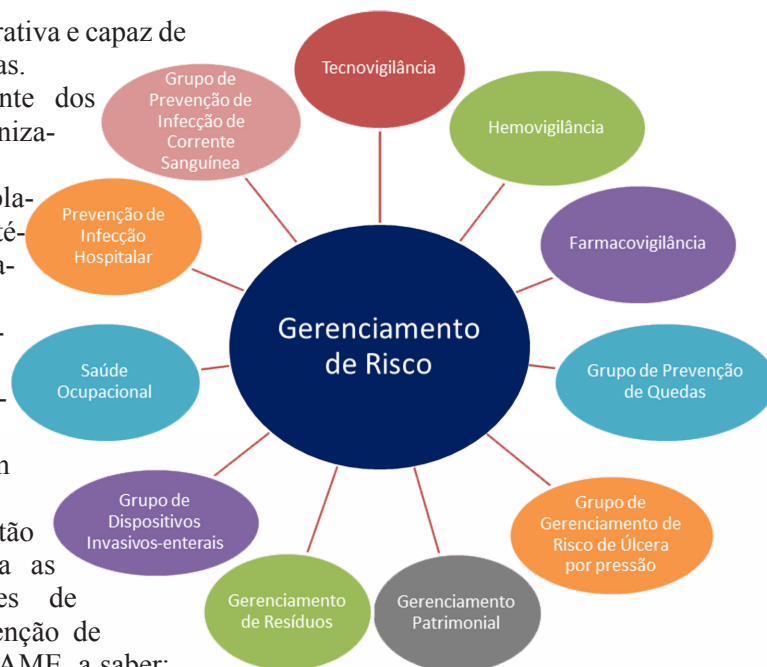 rativa e capaz de
as.
nte dos
niza-
ola-
té-
a-
-
-
m
tão
a as
es de
enção de
AME, a saber:
Tecnovigilância
Hemovigilância
Farmacovigilância
Grupo de Prevenção
de Quedas
Grupo de
Gerenciamento de
Risco de Úlcera
por pressão
Gerenciamento
Patrimonial
Gerenciamento
de Resíduos
Grupo de
Dispositivos
Invasivos-enterais
Saúde
Ocupacional
Prevenção de
Infecção
Hospitalar
Grupo de
Prevenção de
Infecção de
Corrente
Sanguínea
Gerenciamento
de Risco